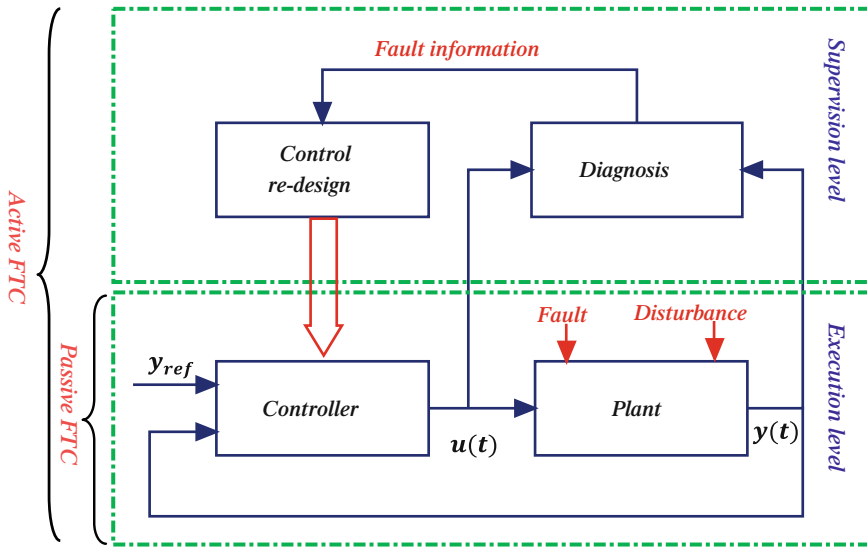 Fault information
Supervision level
Control
re-design
Diagnosis
Active FTC
Passive FTC
Fault
Disturbance
Execution level
y_ref
Controller
Plant
u(t)
y(t)